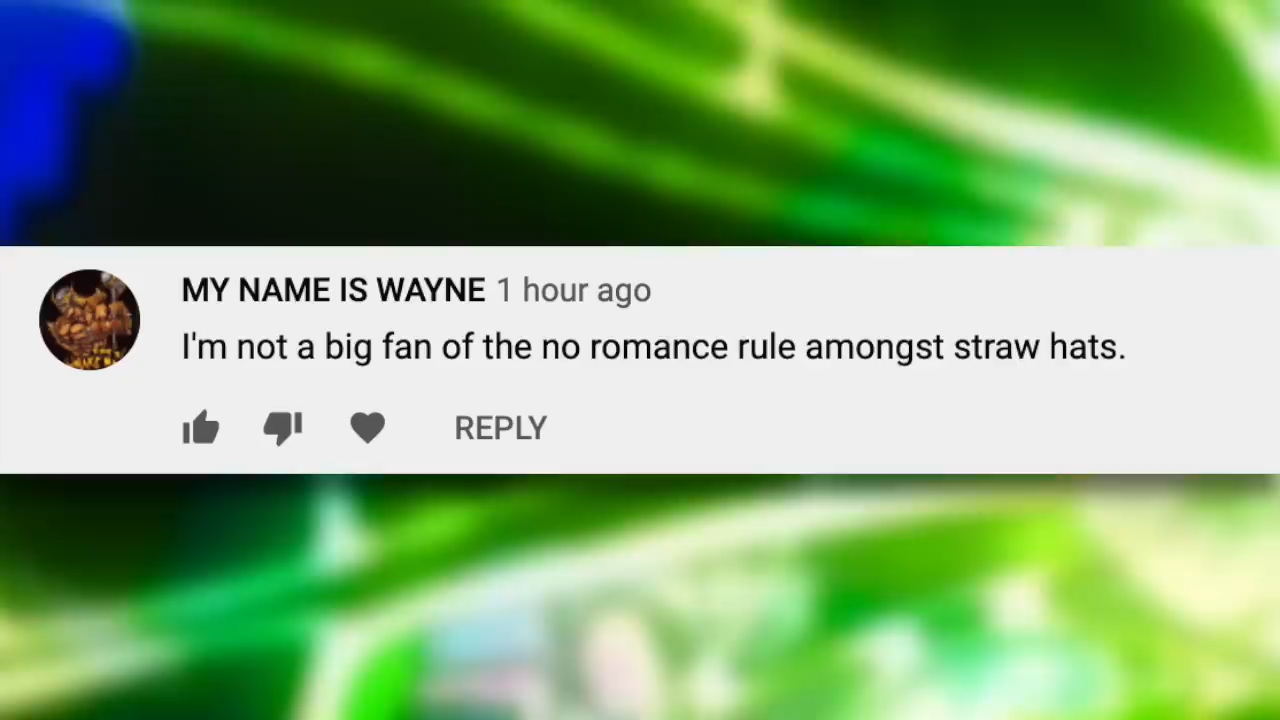 MY NAME IS WAYNE 1 hour ago
I'm not a big fan of the no romance rule amongst straw hats.
REPLY